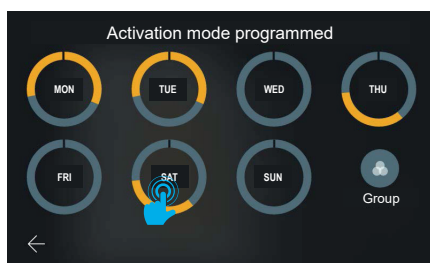 Activation mode programmed
MON TUE WED THU
FRI SAT SUN
Group